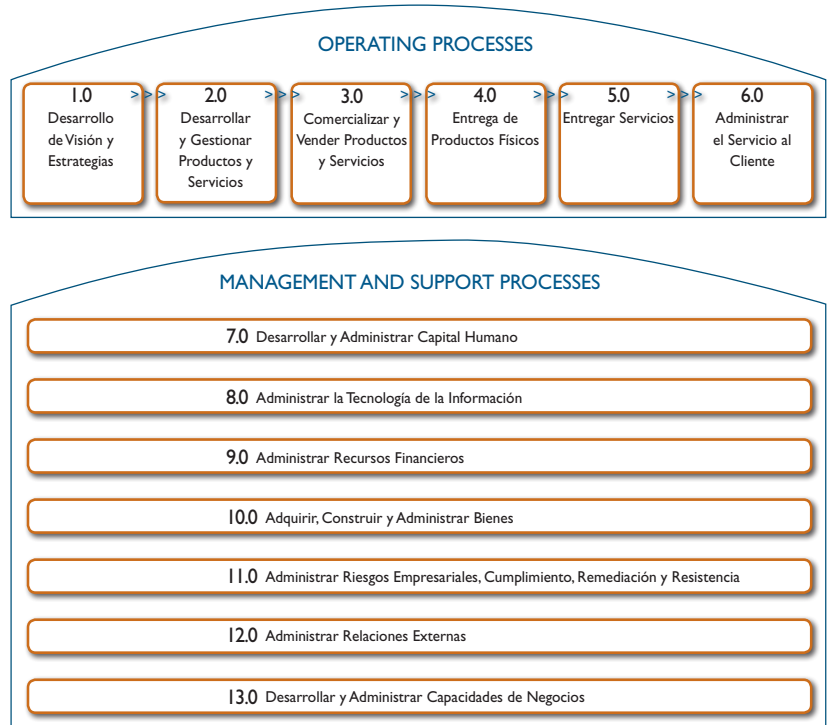 OPERATING PROCESSES
1.0 >>> 2.0 >>> 3.0 >>> 4.0 >>> 5.0 >>> 6.0
Desarrollo
de Visión y
Estrategias
Desarrollar
y Gestionar
Productos y
Servicios
Comercializar y
Vender Productos
y Servicios
Entrega de
Productos Físicos
Entregar Servicios
Administrar
el Servicio al
Cliente
MANAGEMENT AND SUPPORT PROCESSES
7.0 Desarrollar y Administrar Capital Humano
8.0 Administrar la Tecnología de la Información
9.0 Administrar Recursos Financieros
10.0 Adquirir, Construir y Administrar Bienes
11.0 Administrar Riesgos Empresariales, Cumplimiento, Remediación y Resistencia
12.0 Administrar Relaciones Externas
13.0 Desarrollar y Administrar Capacidades de Negocios